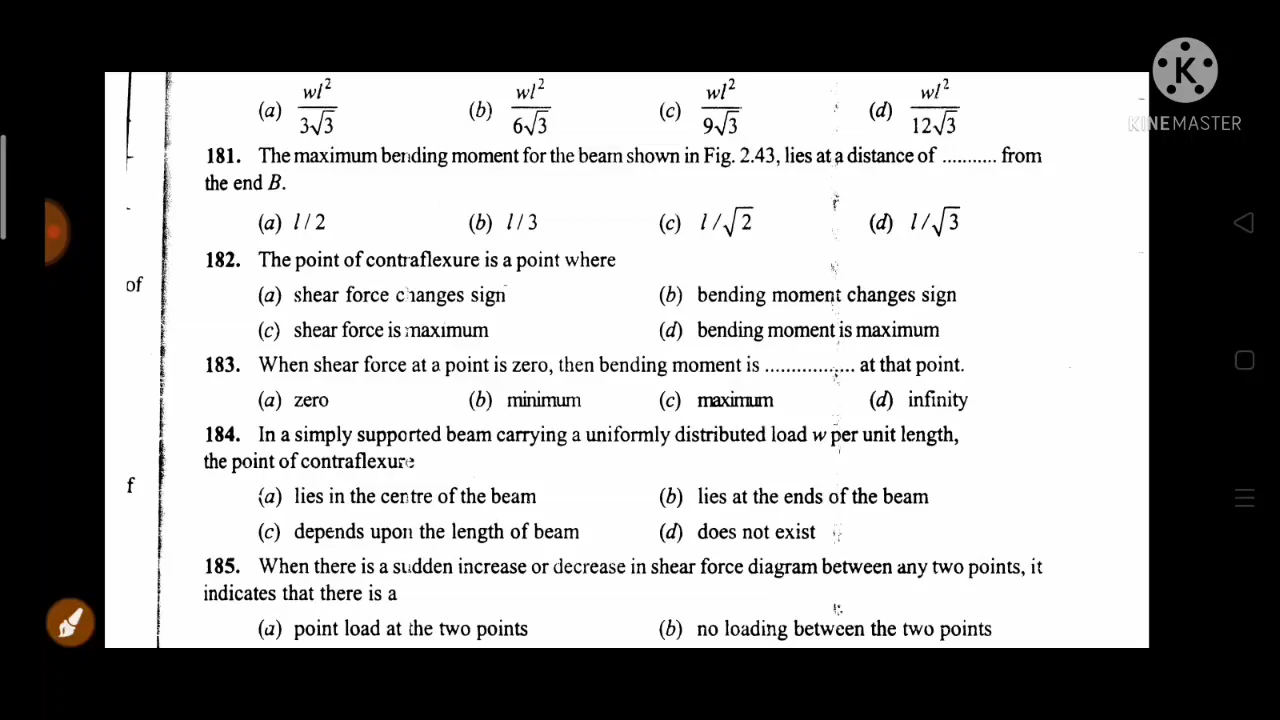 K
KINEMASTER
(a) wl²/3√3 (b) wl²/6√3 (c) wl²/9√3 (d) wl²/12√3
181. The maximum bending moment for the beam shown in Fig. 2.43, lies at a distance of ........... from
the end B.
(a) l/2 (b) l/3 (c) l/√2 (d) l/√3
182. The point of contraflexure is a point where
of
(a) shear force changes sign (b) bending moment changes sign
(c) shear force is maximum (d) bending moment is maximum
183. When shear force at a point is zero, then bending moment is .................. at that point.
(a) zero (b) minimum (c) maximum (d) infinity
184. In a simply supported beam carrying a uniformly distributed load w per unit length,
the point of contraflexure
f
(a) lies in the centre of the beam (b) lies at the ends of the beam
(c) depends upon the length of beam (d) does not exist
185. When there is a sudden increase or decrease in shear force diagram between any two points, it
indicates that there is a
(a) point load at the two points (b) no loading between the two points